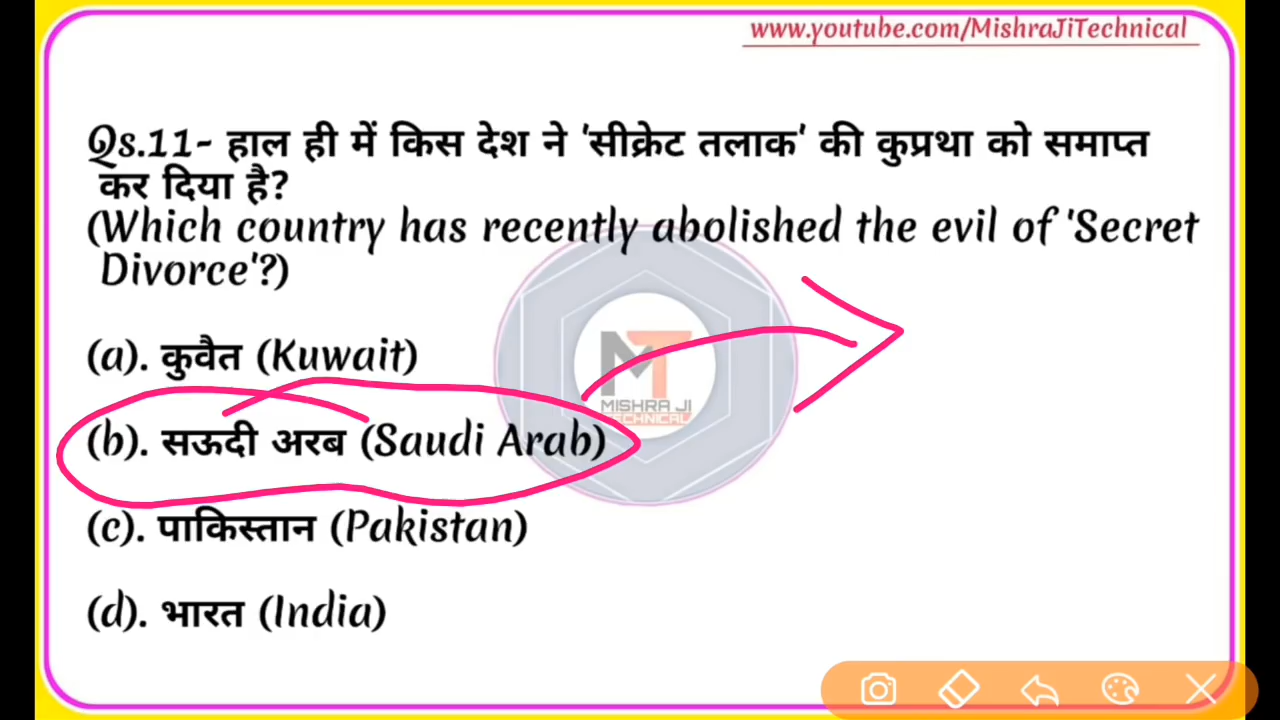 www.youtube.com/MishraJiTechnical
Qs.11- हाल ही में किस देश ने 'सीक्रेट तलाक' की कुप्रथा को समाप्त
कर दिया है?
(Which country has recently abolished the evil of 'Secret
Divorce'?)
(a). कुवैत (Kuwait)
MT
MISHRA JI
TECHNICAL
(b). सऊदी अरब (Saudi Arab)
(c). पाकिस्तान (Pakistan)
(d). भारत (India)